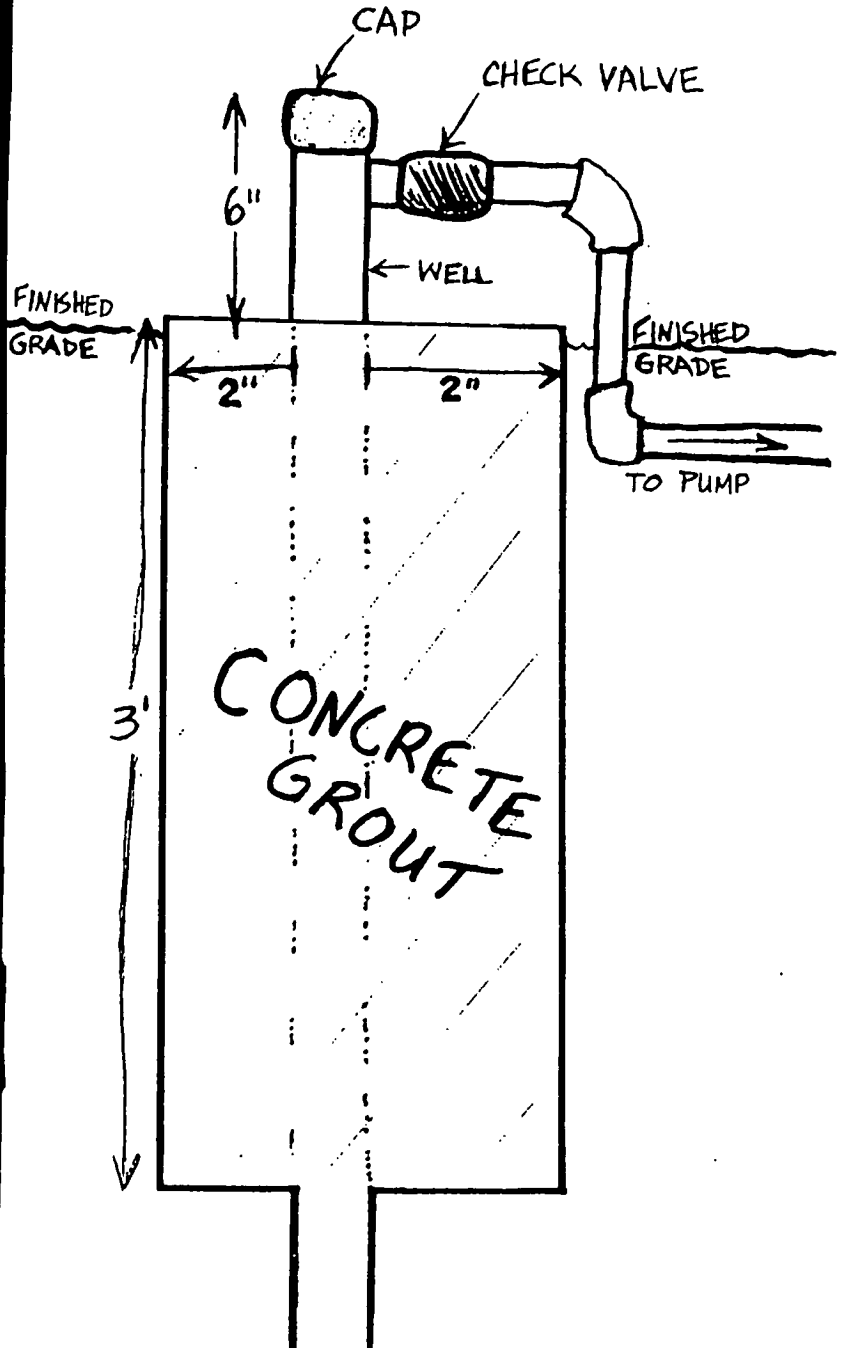 CAP
CHECK VALVE
6"
WELL
FINISHED
GRADE
FINISHED
GRADE
2"
2"
TO PUMP
3'
CONCRETE
GROUT